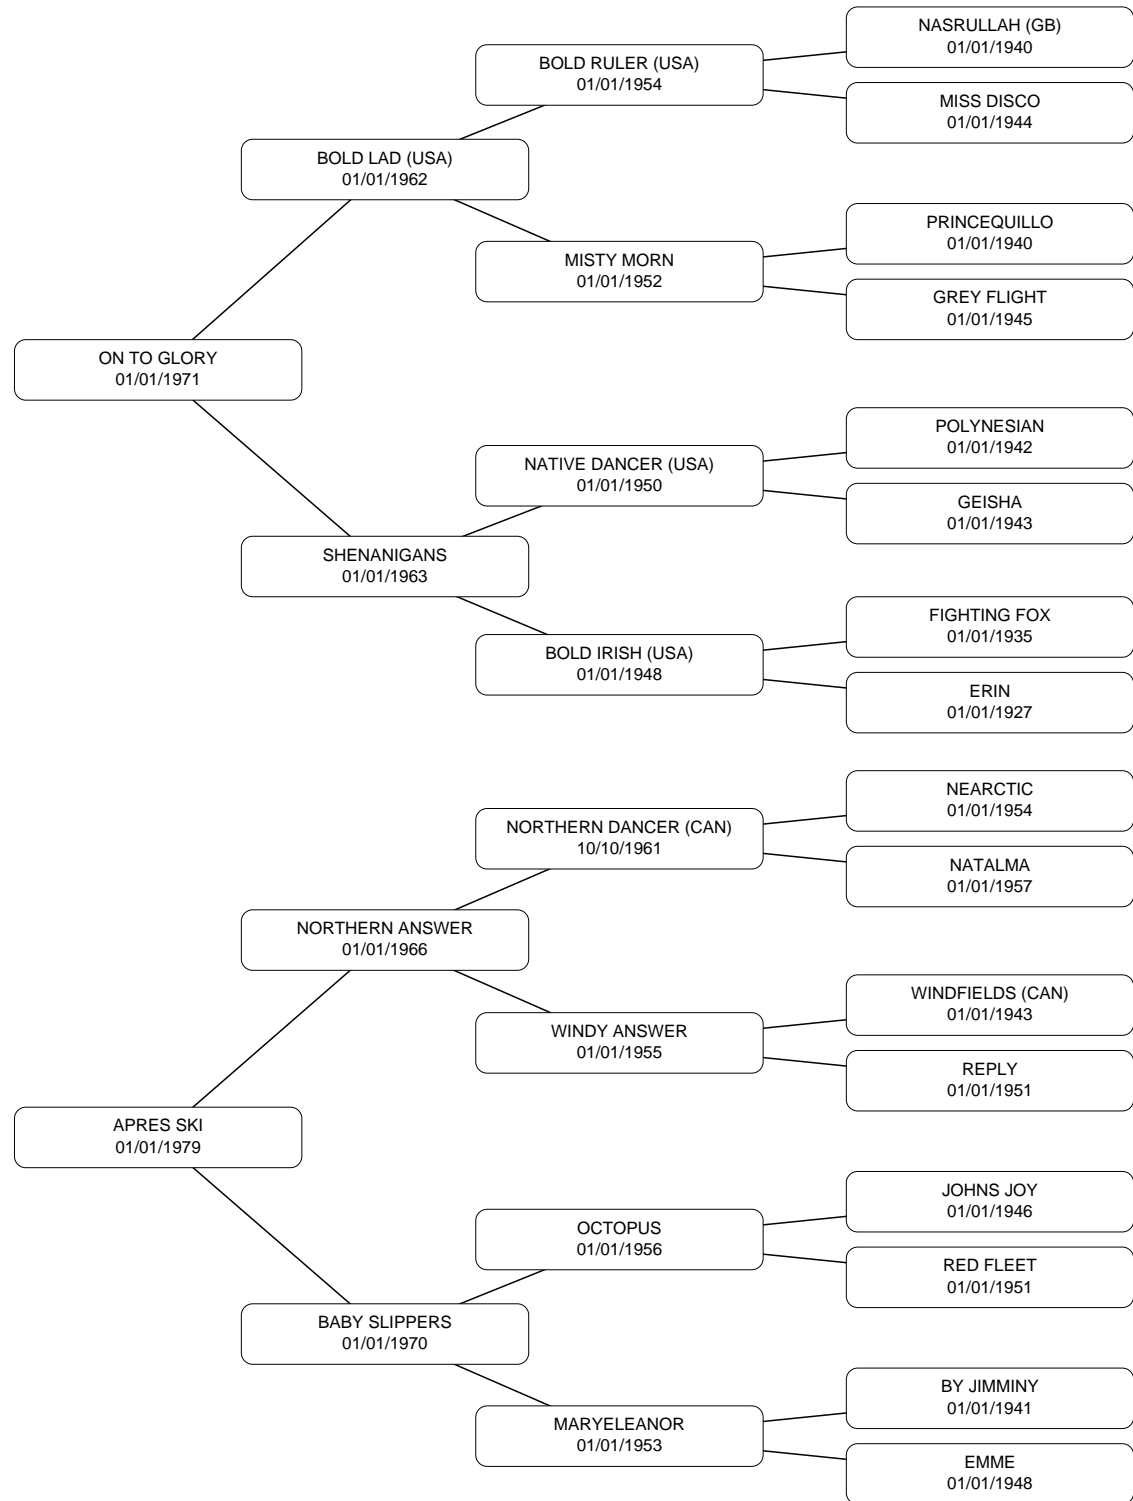 NASRULLAH (GB)
01/01/1940
BOLD RULER (USA)
01/01/1954
MISS DISCO
01/01/1944
BOLD LAD (USA)
01/01/1962
PRINCEQUILLO
01/01/1940
MISTY MORN
01/01/1952
GREY FLIGHT
01/01/1945
ON TO GLORY
01/01/1971
POLYNESIAN
01/01/1942
NATIVE DANCER (USA)
01/01/1950
GEISHA
01/01/1943
SHENANIGANS
01/01/1963
FIGHTING FOX
01/01/1935
BOLD IRISH (USA)
01/01/1948
ERIN
01/01/1927
NEARCTIC
01/01/1954
NORTHERN DANCER (CAN)
10/10/1961
NATALMA
01/01/1957
NORTHERN ANSWER
01/01/1966
WINDFIELDS (CAN)
01/01/1943
WINDY ANSWER
01/01/1955
REPLY
01/01/1951
APRES SKI
01/01/1979
JOHNS JOY
01/01/1946
OCTOPUS
01/01/1956
RED FLEET
01/01/1951
BABY SLIPPERS
01/01/1970
BY JIMMINY
01/01/1941
MARYELEANOR
01/01/1953
EMME
01/01/1948